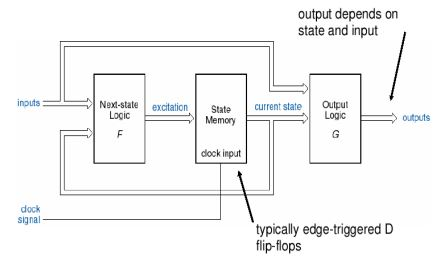 output depends on
state and input
inputs
Next-state
Logic
F
excitation
State
Memory
clock input
current state
Output
Logic
G
outputs
clock
signal
typically edge-triggered D
flip-flops